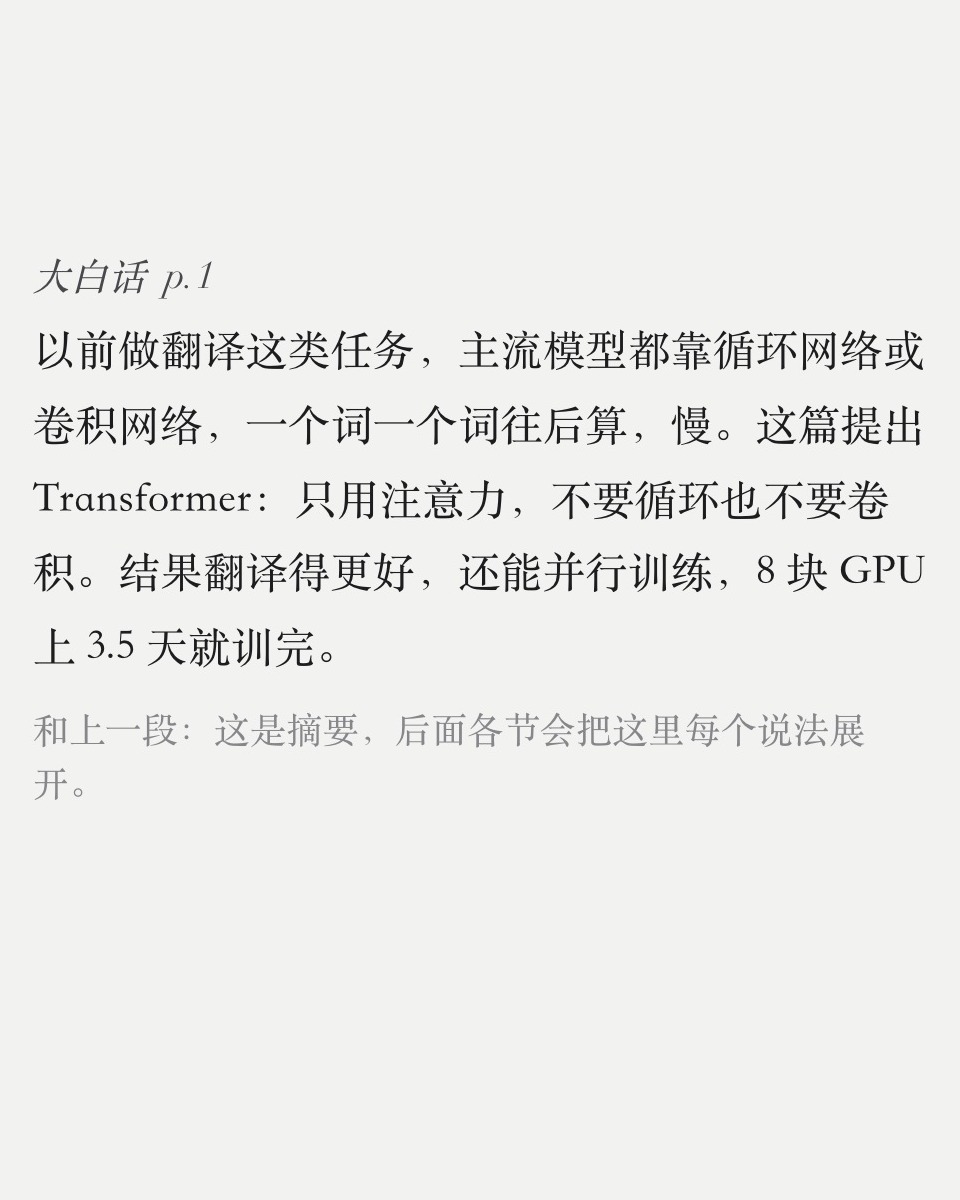 大白话 p.1
以前做翻译这类任务，主流模型都靠循环网络或
卷积网络，一个词一个词往后算，慢。这篇提出
Transformer：只用注意力，不要循环也不要卷
积。结果翻译得更好，还能并行训练，8 块 GPU
上 3.5 天就训完。
和上一段：这是摘要，后面各节会把这里每个说法展
开。